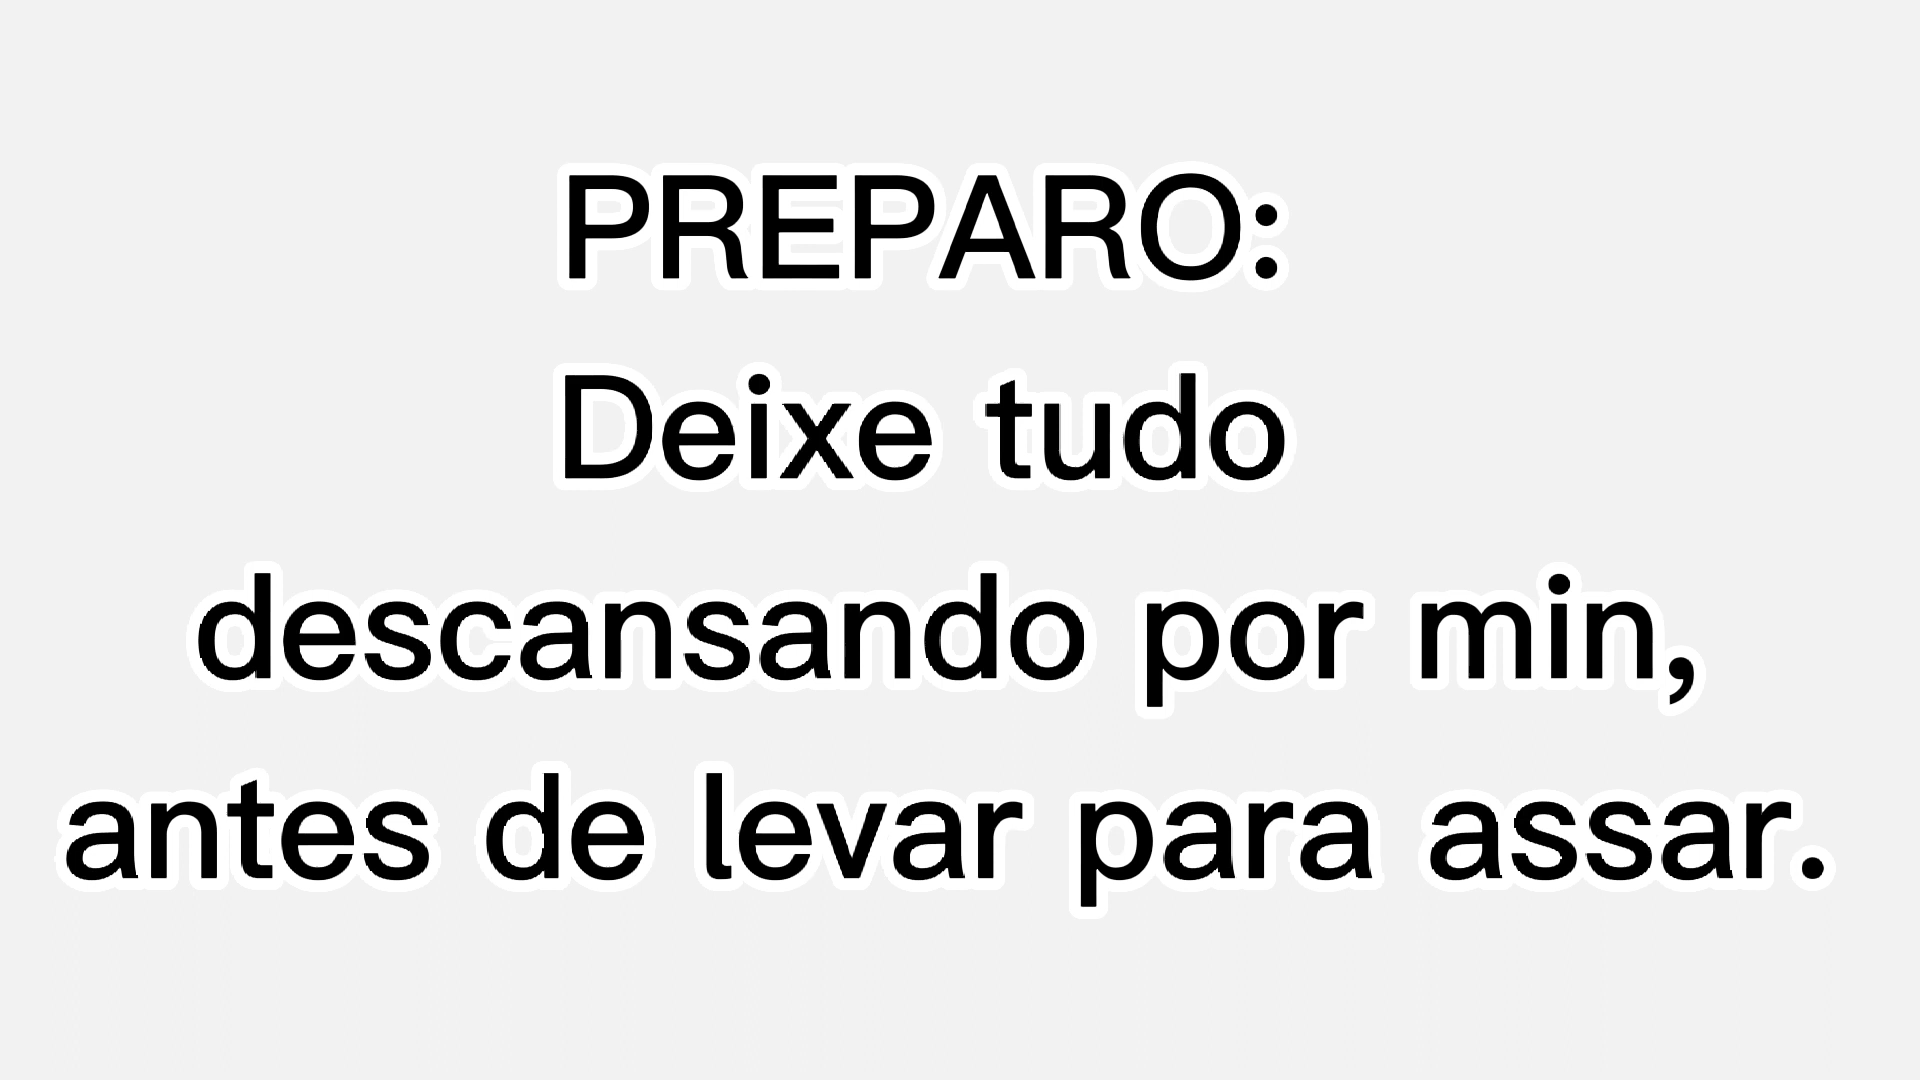 PREPARO:
Deixe tudo
descansando por min,
antes de levar para assar.